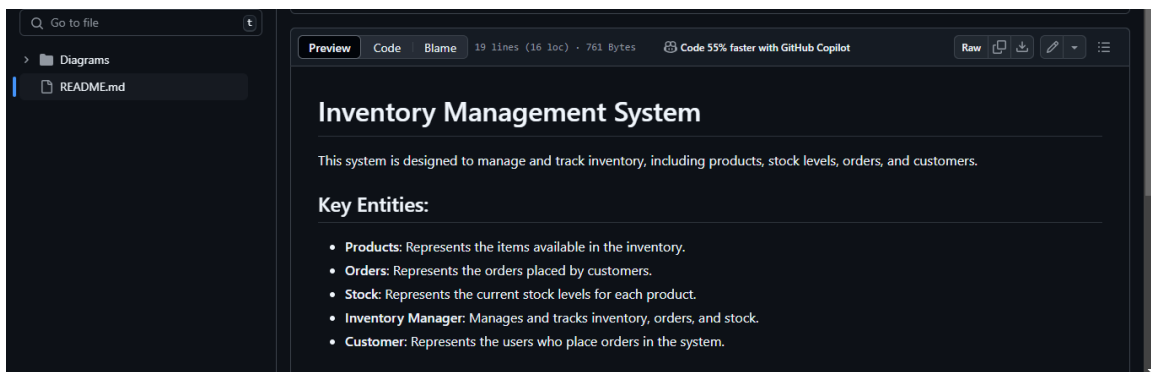 Go to file
t
Diagrams
README.md
Preview Code Blame 19 lines (16 loc) · 761 Bytes Code 55% faster with GitHub Copilot Raw
Inventory Management System
This system is designed to manage and track inventory, including products, stock levels, orders, and customers.
Key Entities:
• Products: Represents the items available in the inventory.
• Orders: Represents the orders placed by customers.
• Stock: Represents the current stock levels for each product.
• Inventory Manager: Manages and tracks inventory, orders, and stock.
• Customer: Represents the users who place orders in the system.